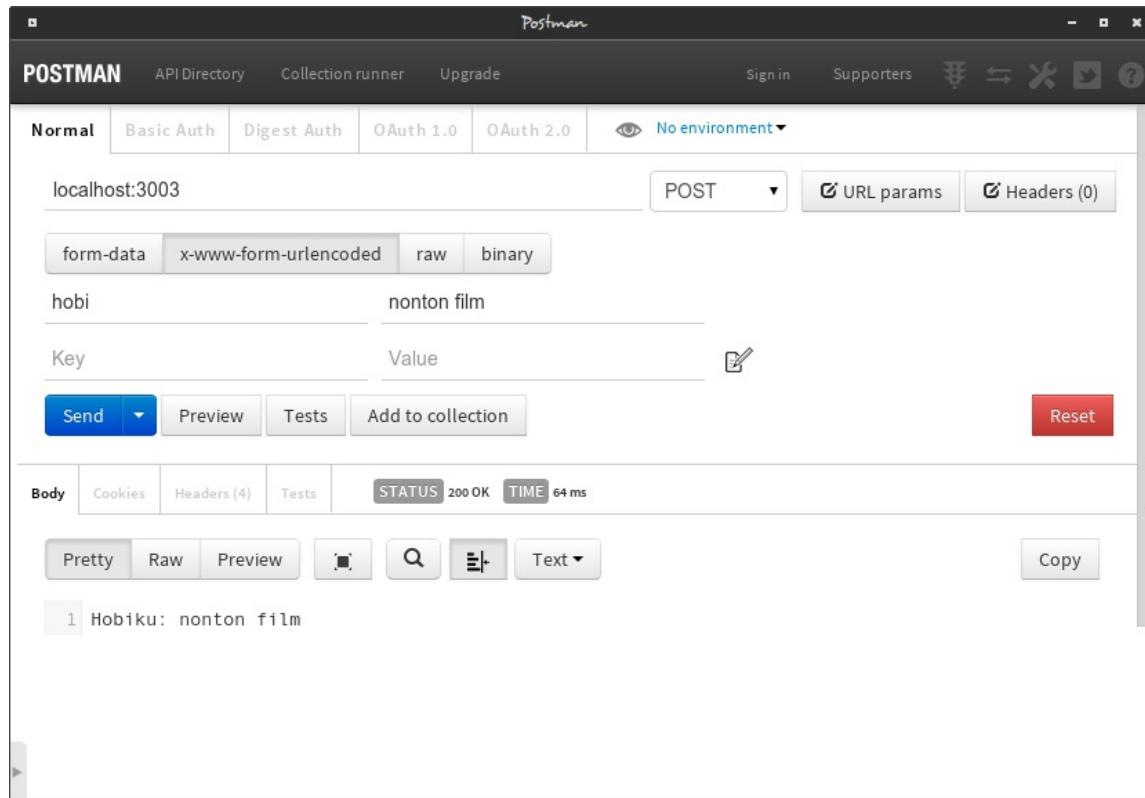 Postman
POSTMAN API Directory Collection runner Upgrade Sign in Supporters
Normal Basic Auth Digest Auth OAuth 1.0 OAuth 2.0 No environment
localhost:3003 POST URL params Headers (0)
form-data x-www-form-urlencoded raw binary
hobi nonton film
Key Value
Send Preview Tests Add to collection Reset
Body Cookies Headers (4) Tests STATUS 200 OK TIME 64 ms
Pretty Raw Preview Text Copy
1 Hobiku: nonton film